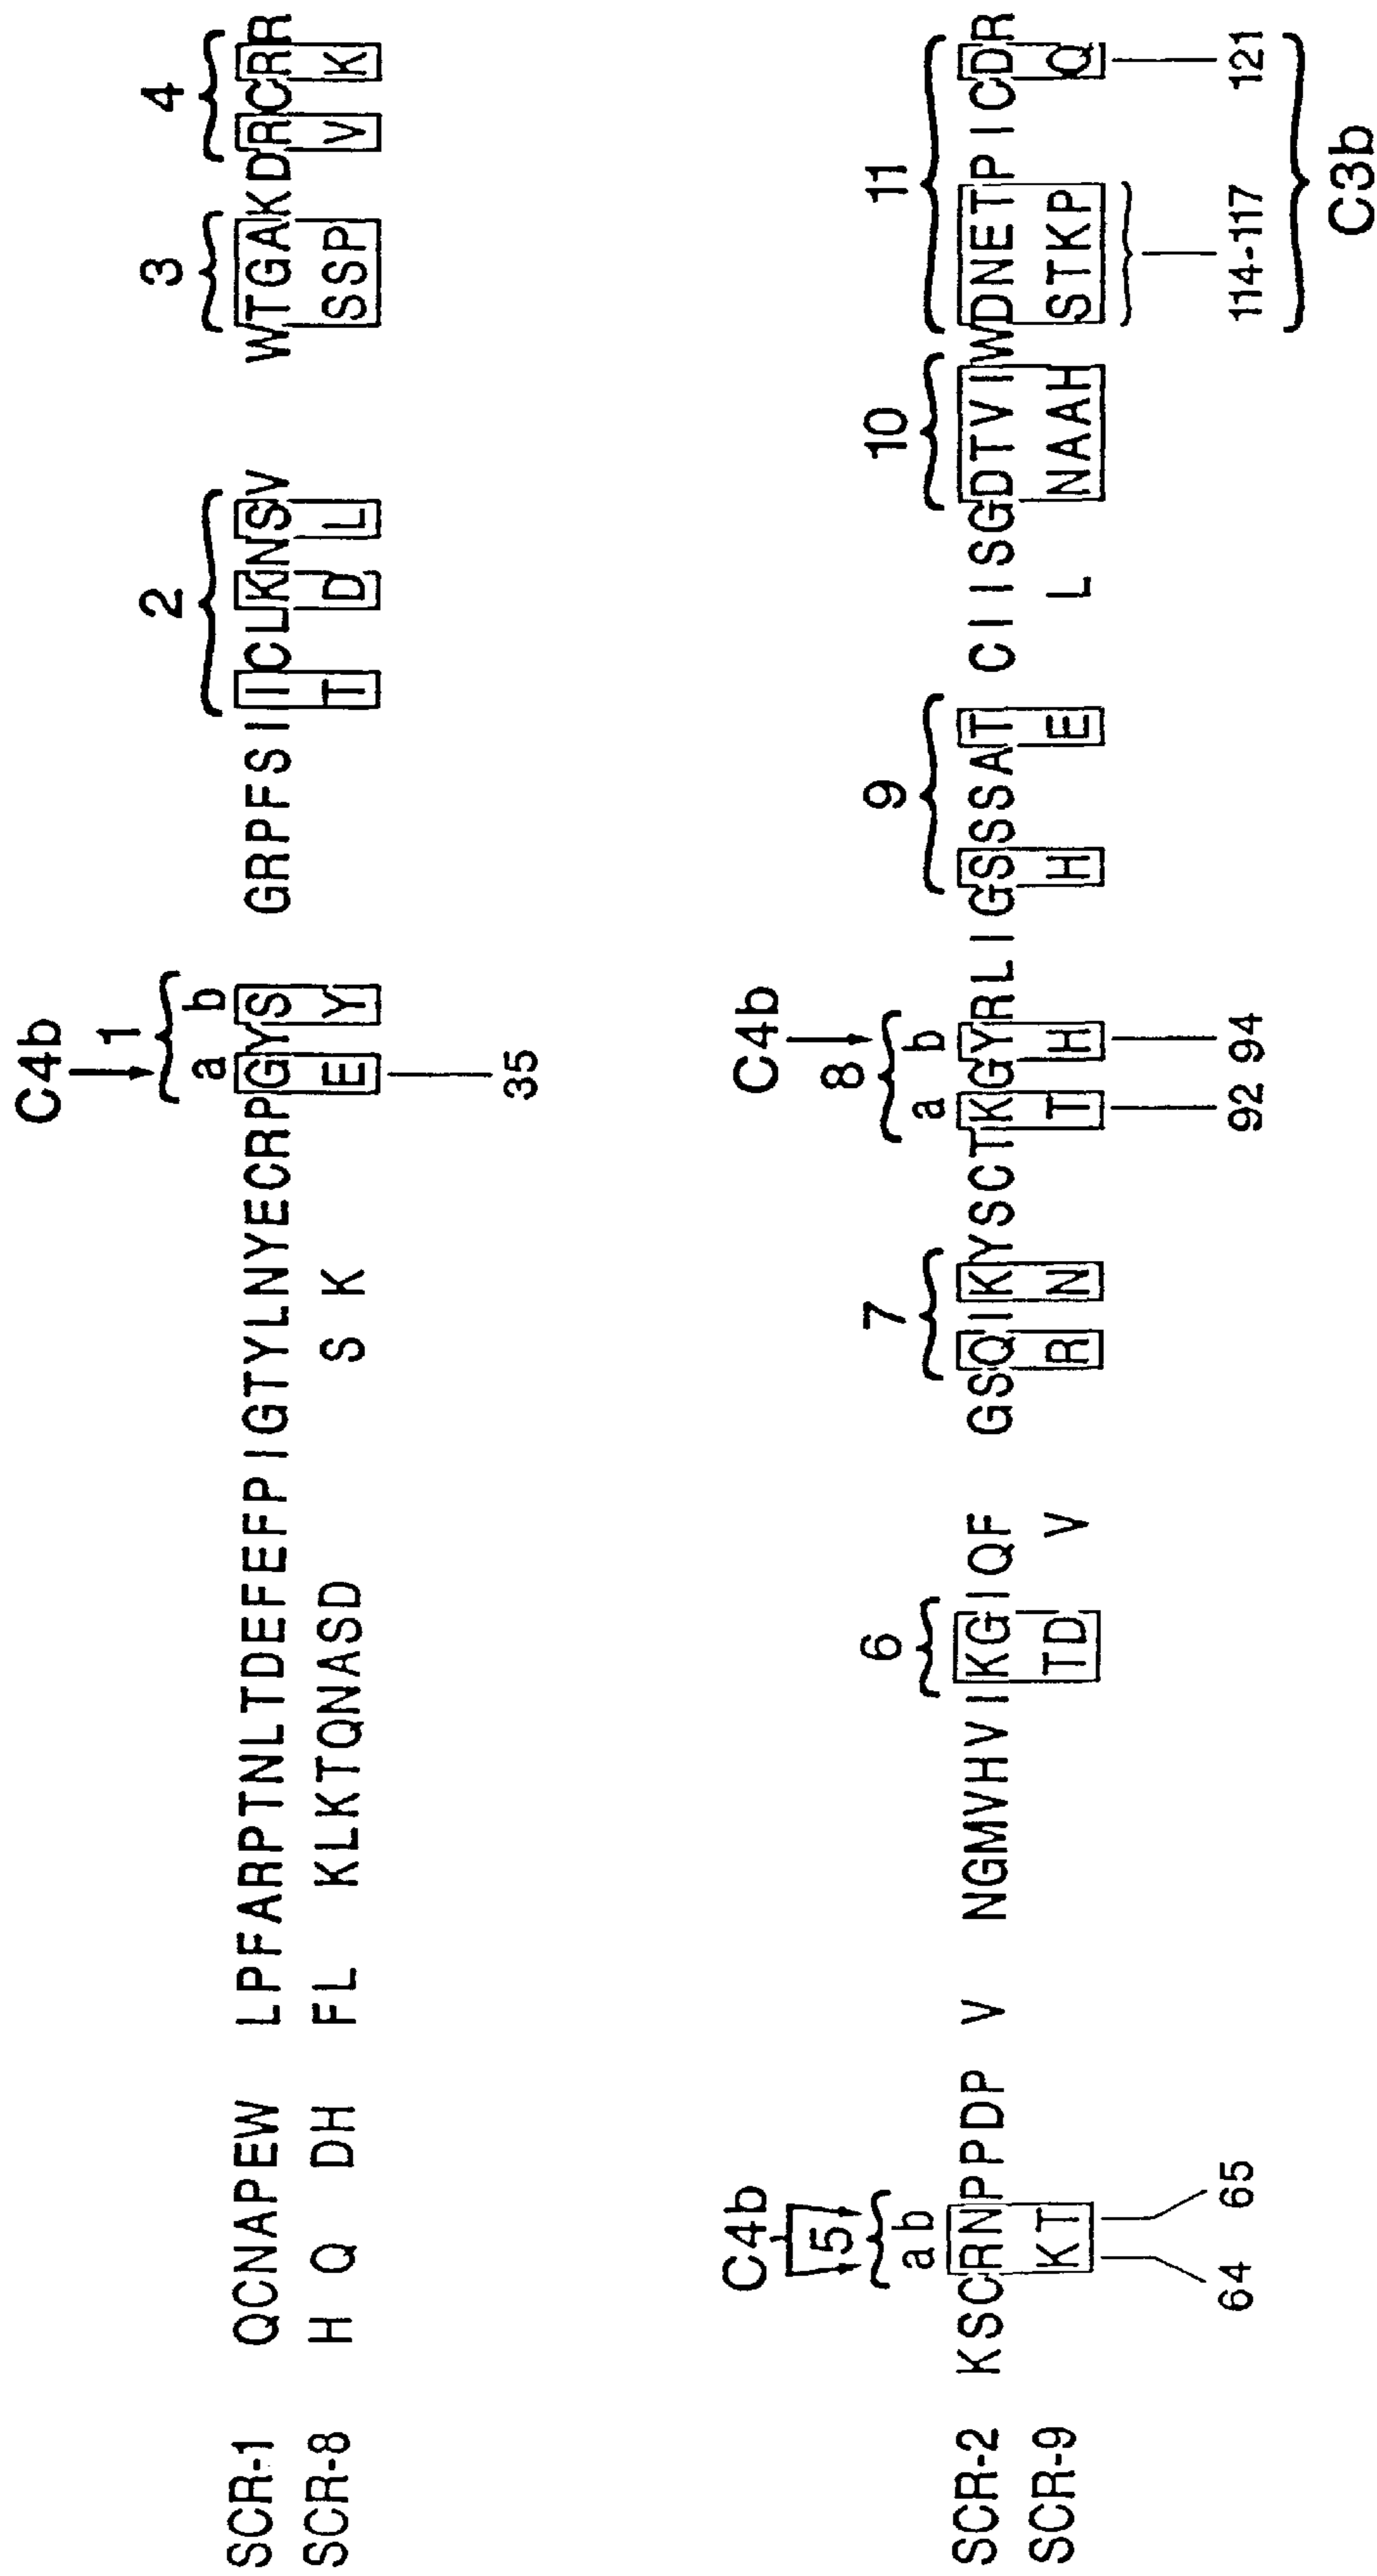 C4b
1 2 3 4
a b
SCR-1 QCNAPEW LPFARPTNLTDEFEFPIGTYLNYECRPGYS GRPFSIICLKNSV WTGAKDRCRR
SCR-8 H Q DH FL KLKTQNASD S K E Y T D L SSP V K
35
C4b C4b
5 6 7 8 9 10 11
a b a b
SCR-2 KSCRNPPDP V NGMVHVIKGIQF GSQIKYSCTKGYRLIGSSSAT CIISGDTVIWDNETPICDR
SCR-9 KT TD V R N T H H E L NAAH STKP Q
64 65 92 94 114-117 121
C3b